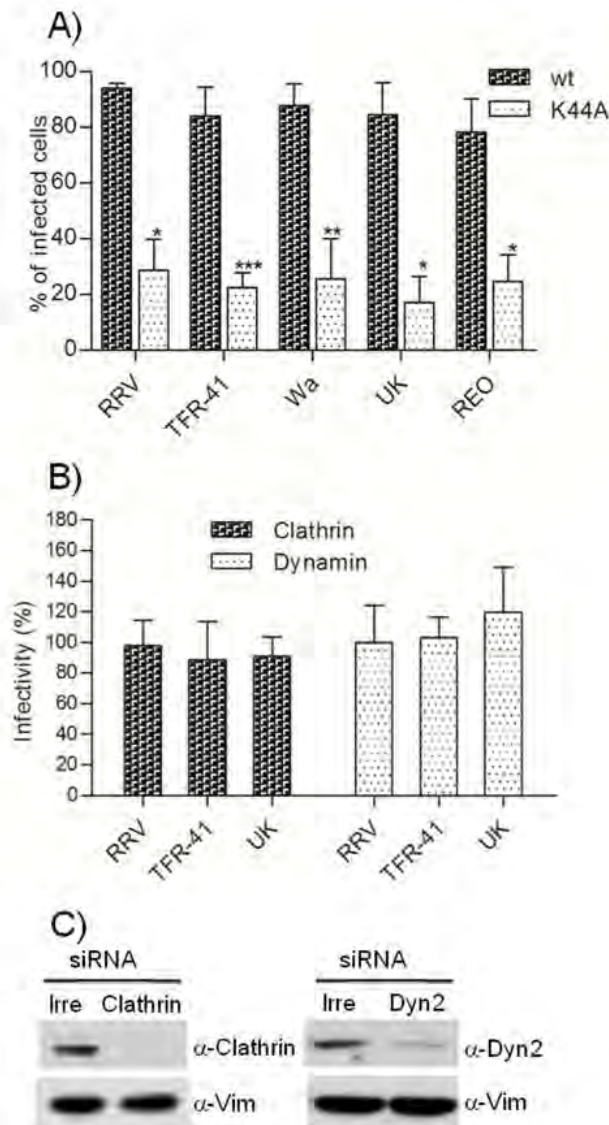 A)
wt
K44A
100
80
60
40
20
0
% of infected cells
*
***
**
*
*
RRV
TFR-41
Wa
UK
REO
B)
180
160
140
120
100
80
60
40
20
0
Infectivity (%)
Clathrin
Dynamin
RRV
TFR-41
UK
RRV
TFR-41
UK
C)
siRNA
siRNA
Irre Clathrin
Irre Dyn2
α-Clathrin
α-Dyn2
α-Vim
α-Vim